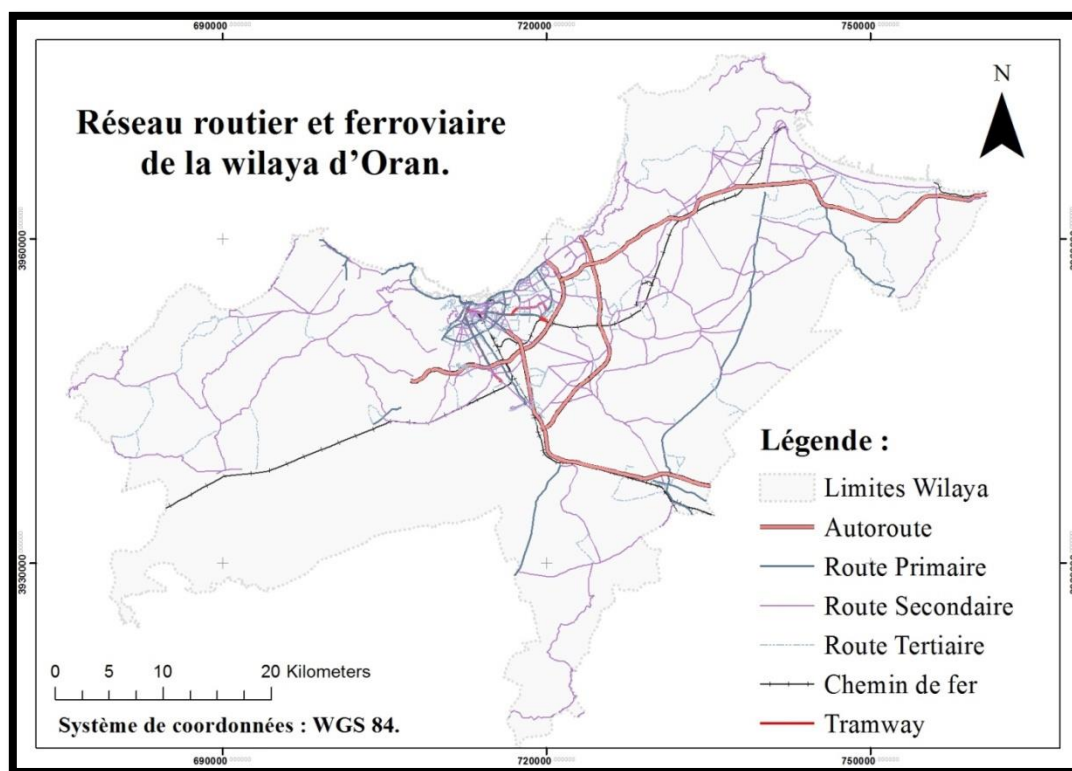 690000
720000
750000
Réseau routier et ferroviaire
de la wilaya d’Oran.
N
3960000
Légende :
Limites Wilaya
Autoroute
Route Primaire
Route Secondaire
Route Tertiaire
Chemin de fer
Tramway
3930000
0 5 10 20 Kilometers
Système de coordonnées : WGS 84.
690000
720000
750000